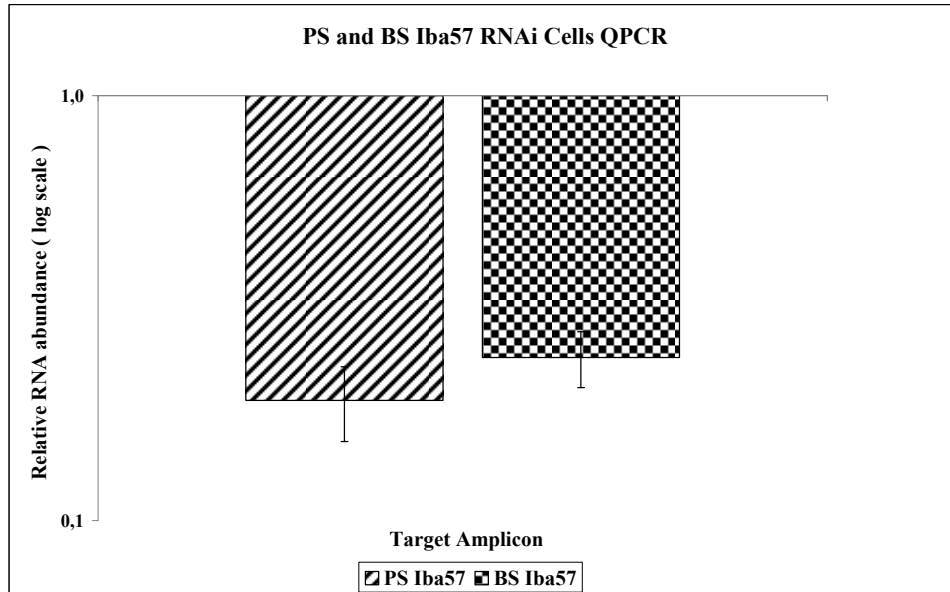 PS and BS Iba57 RNAi Cells QPCR
1,0
Relative RNA abundance ( log scale )
0,1
Target Amplicon
PS Iba57 BS Iba57